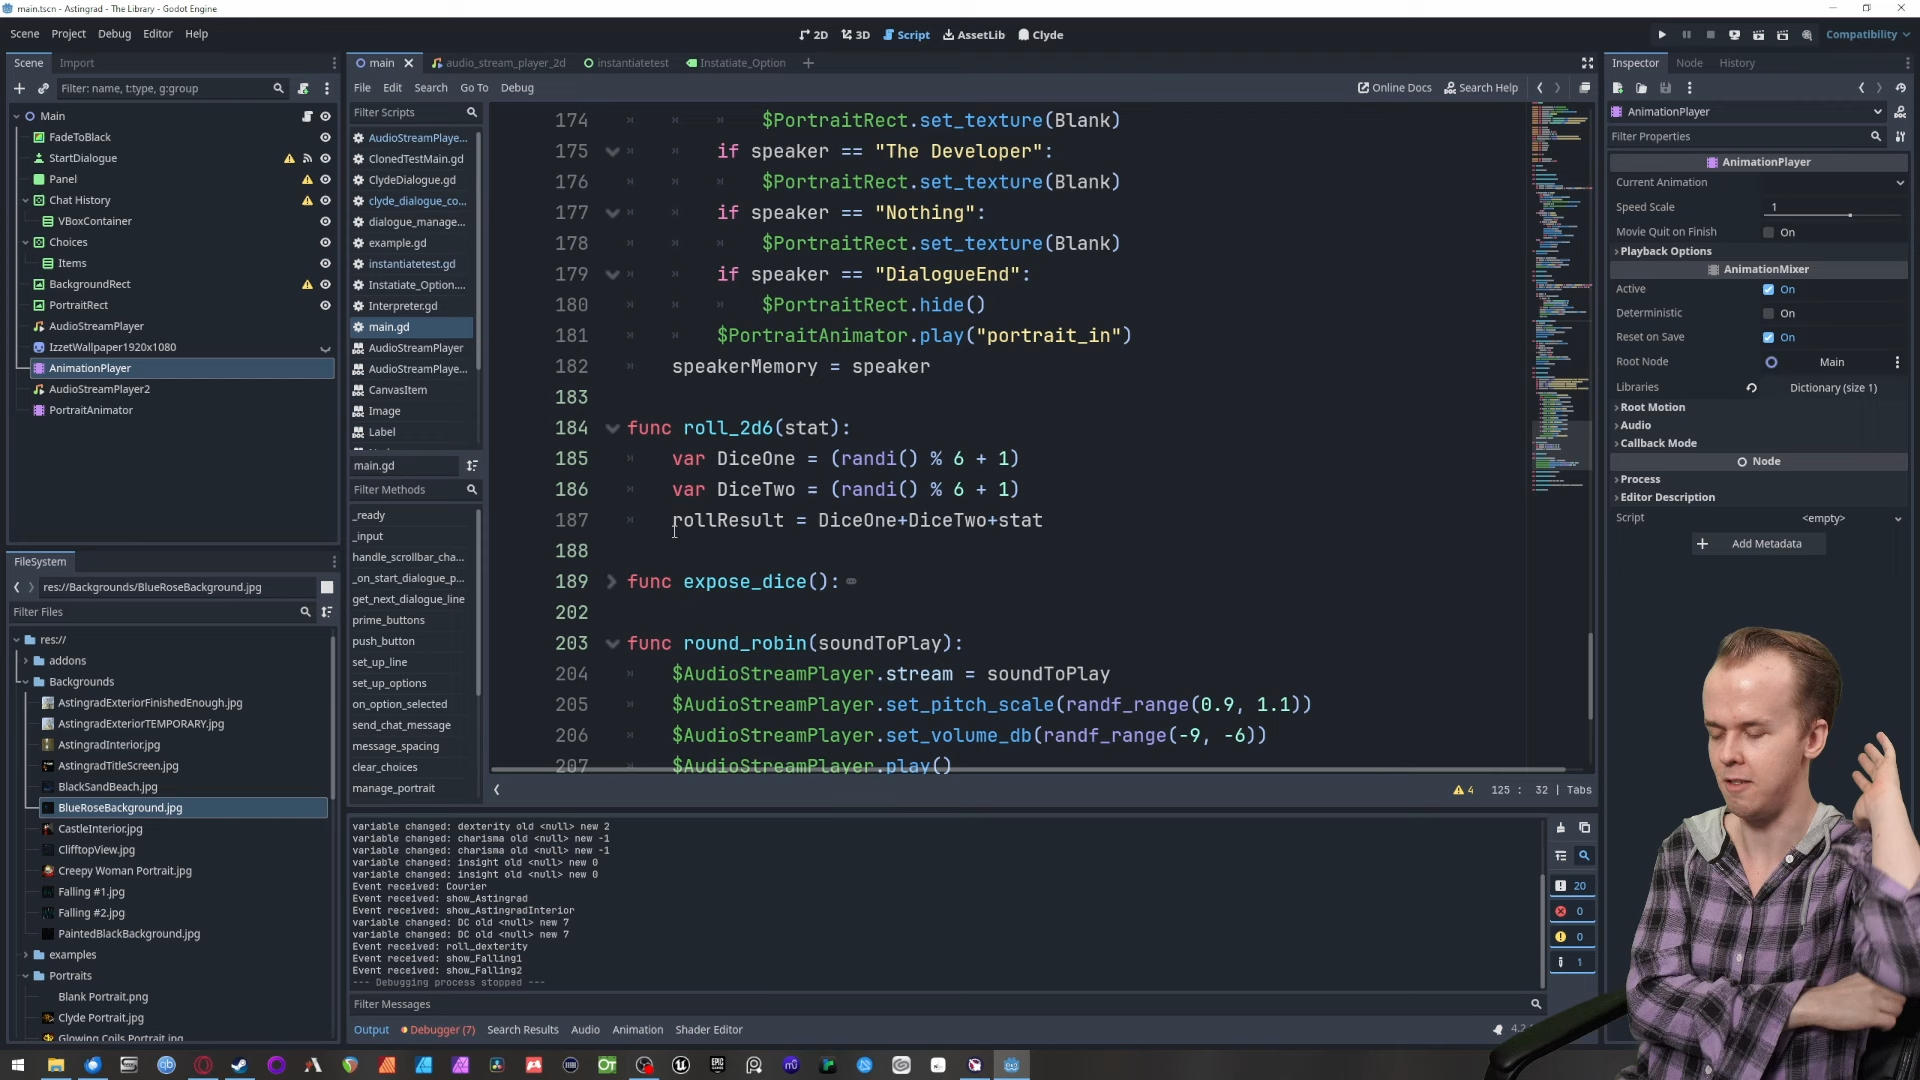 main.tscn - Astingrad - The Library - Godot Engine
Scene Project Debug Editor Help
2D 3D Script AssetLib Clyde
Compatibility
Scene Import
Filter: name, t:type, g:group
Main
FadeToBlack
StartDialogue
Panel
Chat History
VBoxContainer
Choices
Items
BackgroundRect
PortraitRect
AudioStreamPlayer
IzzetWallpaper1920x1080
AnimationPlayer
AudioStreamPlayer2
PortraitAnimator
FileSystem
res://Backgrounds/BlueRoseBackground.jpg
Filter Files
res://
addons
Backgrounds
AstingradExteriorFinishedEnough.jpg
AstingradExteriorTEMPORARY.jpg
AstingradInterior.jpg
AstingradTitleScreen.jpg
BlackSandBeach.jpg
BlueRoseBackground.jpg
CastleInterior.jpg
ClifftopView.jpg
Creepy Woman Portrait.jpg
Falling #1.jpg
Falling #2.jpg
PaintedBlackBackground.jpg
examples
Portraits
Blank Portrait.png
Clyde Portrait.jpg
Glowing Coils Portrait.jpg
main audio_stream_player_2d instantiatetest Instatiate_Option
File Edit Search Go To Debug
Online Docs Search Help
Filter Scripts
AudioStreamPlaye...
ClonedTestMain.gd
ClydeDialogue.gd
clyde_dialogue_co...
dialogue_manage...
example.gd
instantiatetest.gd
Instatiate_Option....
Interpreter.gd
main.gd
AudioStreamPlayer
AudioStreamPlaye...
CanvasItem
Image
Label
main.gd
Filter Methods
_ready
_input
handle_scrollbar_cha...
_on_start_dialogue_p...
get_next_dialogue_line
prime_buttons
push_button
set_up_line
set_up_options
on_option_selected
send_chat_message
message_spacing
clear_choices
manage_portrait
174 $PortraitRect.set_texture(Blank)
175 if speaker == "The Developer":
176 $PortraitRect.set_texture(Blank)
177 if speaker == "Nothing":
178 $PortraitRect.set_texture(Blank)
179 if speaker == "DialogueEnd":
180 $PortraitRect.hide()
181 $PortraitAnimator.play("portrait_in")
182 speakerMemory = speaker
183
184 func roll_2d6(stat):
185 var DiceOne = (randi() % 6 + 1)
186 var DiceTwo = (randi() % 6 + 1)
187 rollResult = DiceOne+DiceTwo+stat
188
189 func expose_dice():
202
203 func round_robin(soundToPlay):
204 $AudioStreamPlayer.stream = soundToPlay
205 $AudioStreamPlayer.set_pitch_scale(randf_range(0.9, 1.1))
206 $AudioStreamPlayer.set_volume_db(randf_range(-9, -6))
207 $AudioStreamPlayer.play()
4 125 : 32 | Tabs
variable changed: dexterity old <null> new 2
variable changed: charisma old <null> new -1
variable changed: charisma old <null> new -1
variable changed: insight old <null> new 0
variable changed: insight old <null> new 0
Event received: Courier
Event received: show_Astingrad
Event received: show_AstingradInterior
variable changed: DC old <null> new 7
variable changed: DC old <null> new 7
Event received: roll_dexterity
Event received: show_Falling1
Event received: show_Falling2
--- Debugging process stopped ---
20
0
0
1
Filter Messages
Output Debugger (7) Search Results Audio Animation Shader Editor
Inspector Node History
AnimationPlayer
Filter Properties
AnimationPlayer
Current Animation
Speed Scale 1
Movie Quit on Finish On
Playback Options
AnimationMixer
Active On
Deterministic On
Reset on Save On
Root Node Main
Libraries Dictionary (size 1)
Root Motion
Audio
Callback Mode
Node
Process
Editor Description
Script <empty>
Add Metadata